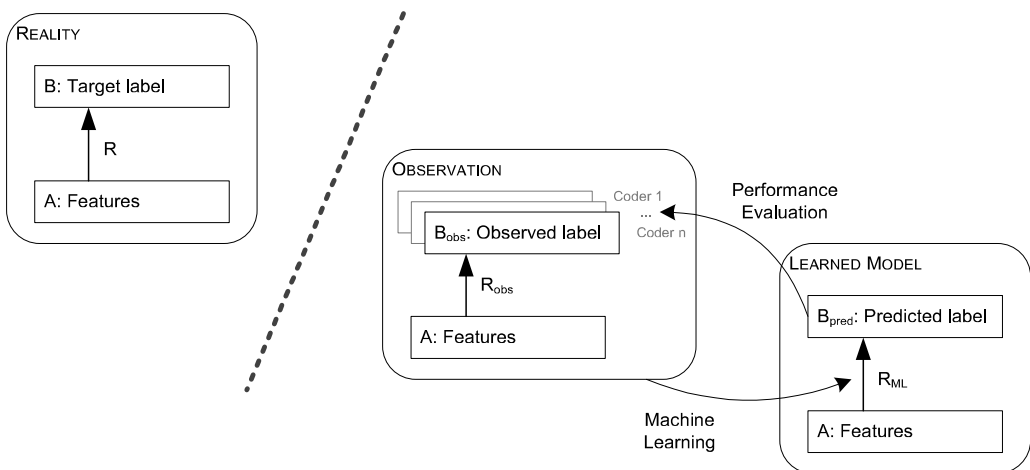 REALITY
B: Target label
R
A: Features
OBSERVATION
Coder 1
...
Coder n
B_obs: Observed label
R_obs
A: Features
Performance
Evaluation
LEARNED MODEL
B_pred: Predicted label
R_ML
A: Features
Machine
Learning